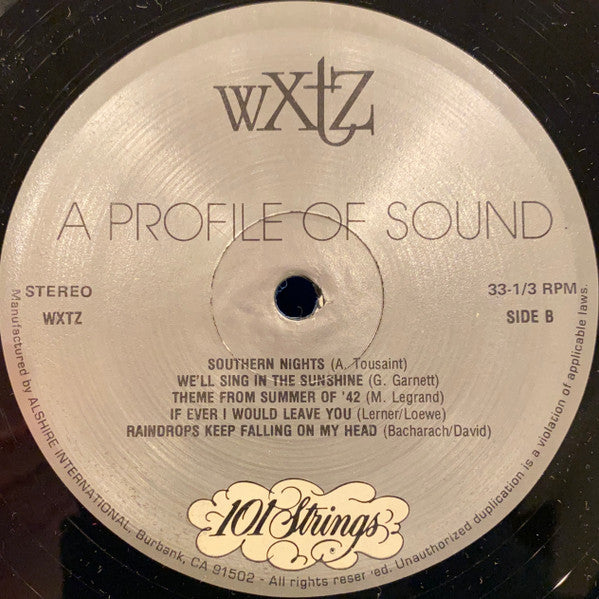 wXtZ
A PROFILE OF SOUND
STEREO
33-1/3 RPM
WXTZ
SIDE B
SOUTHERN NIGHTS (A. Tousaint)
WE'LL SING IN THE SUNSHINE (G. Garnett)
THEME FROM SUMMER OF '42 (M. Legrand)
IF EVER I WOULD LEAVE YOU (Lerner/Loewe)
RAINDROPS KEEP FALLING ON MY HEAD (Bacharach/David)
101 Strings
Manufactured by ALSHIRE INTERNATIONAL, Burbank, CA 91502 - All rights reser ed. Unauthorized duplication is a violation of applicable laws.